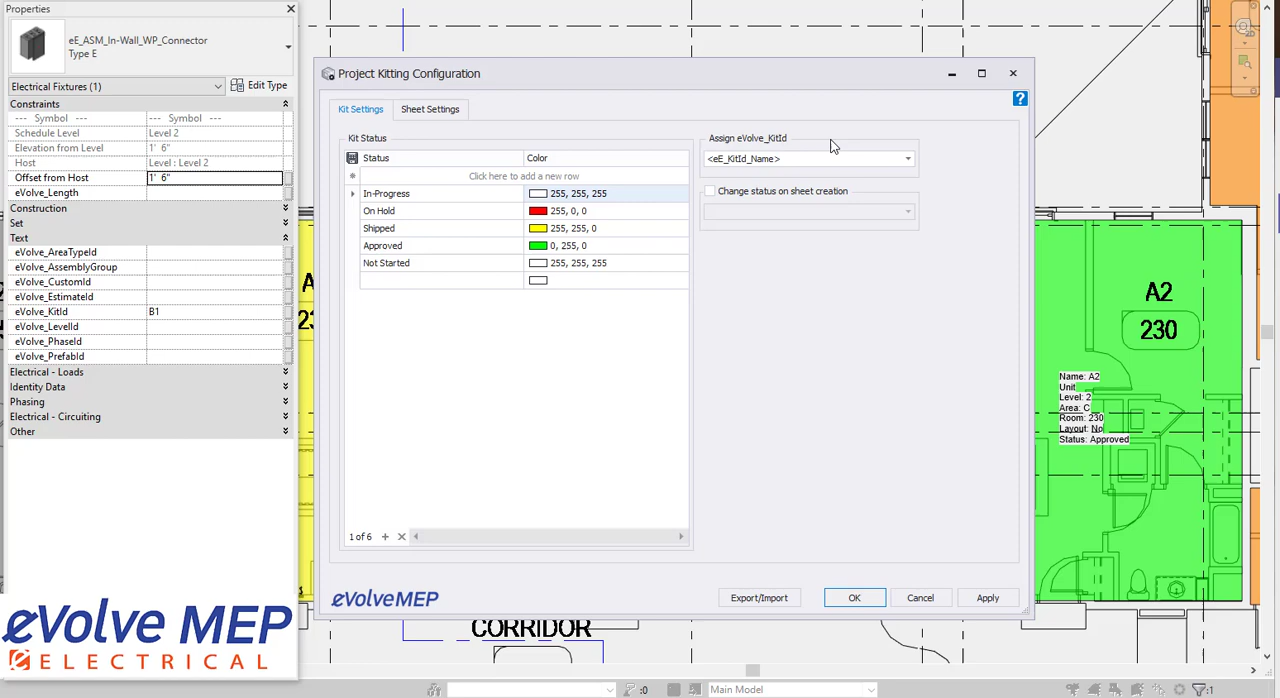 Properties
eE_ASM_In-Wall_WP_Connector
Type E
Electrical Fixtures (1)
Edit Type
Constraints
--- Symbol --- --- Symbol ---
Schedule Level Level 2
Elevation from Level 1' 6"
Host Level : Level 2
Offset from Host 1' 6"
eVolve_Length
Construction
Set
Text
eVolve_AreaTypeId
eVolve_AssemblyGroup
eVolve_CustomId
eVolve_EstimateId
eVolve_KitId B1
eVolve_LevelId
eVolve_PhaseId
eVolve_PrefabId
Electrical - Loads
Identity Data
Phasing
Electrical - Circuiting
Other
eVolve MEP
ELECTRICAL
Project Kitting Configuration
?
Kit Settings Sheet Settings
Kit Status
Status Color
Click here to add a new row
In-Progress 255, 255, 255
On Hold 255, 0, 0
Shipped 255, 255, 0
Approved 0, 255, 0
Not Started 255, 255, 255
1 of 6
Assign eVolve_KitId
<eE_KitId_Name>
Change status on sheet creation
eVolveMEP
Export/Import OK Cancel Apply
A2
230
Name: A2
Unit
Level: 2
Area: C
Room: 230
Layout: No
Status: Approved
CORRIDOR
:0
Main Model
:1
2D